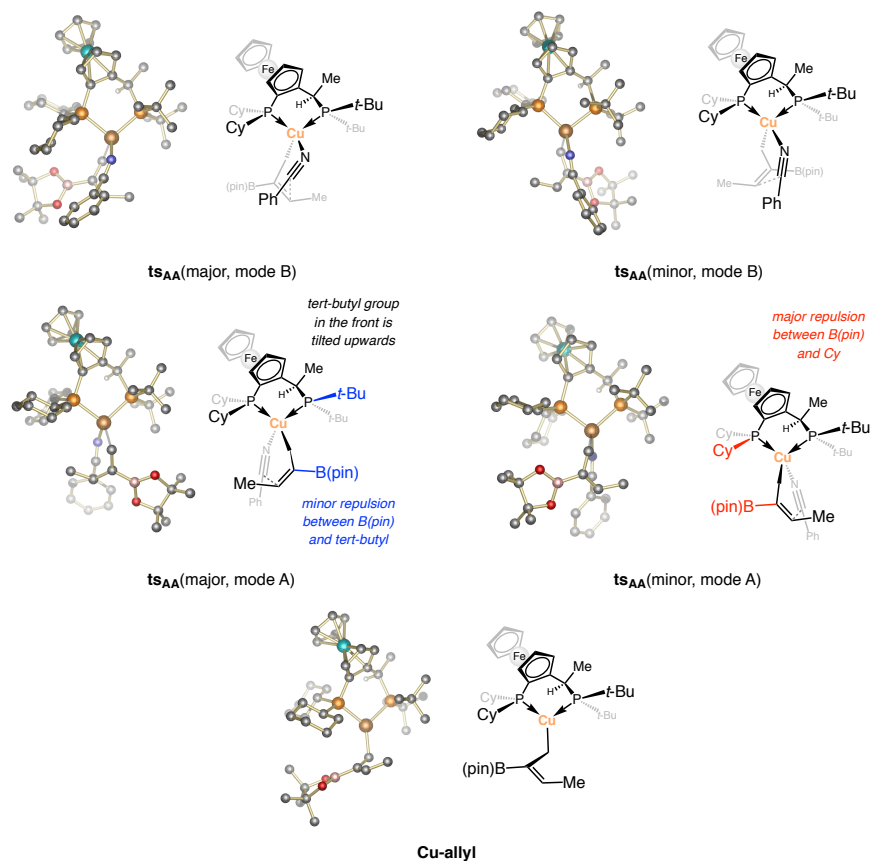 Fe
Me
H
Cy
P
P
t-Bu
Cy
t-Bu
Cu
N
(pin)B
Me
Ph
ts_AA(major, mode B)
Fe
Me
H
Cy
P
P
t-Bu
Cy
t-Bu
Cu
N
B(pin)
Me
Ph
ts_AA(minor, mode B)
tert-butyl group
in the front is
tilted upwards
Fe
Me
H
t-Bu
Cy
P
P
Cy
t-Bu
Cu
N
B(pin)
Me
Ph
minor repulsion
between B(pin)
and tert-butyl
ts_AA(major, mode A)
major repulsion
between B(pin)
and Cy
Fe
Me
H
Cy
P
P
t-Bu
Cy
t-Bu
Cu
N
(pin)B
Me
Ph
ts_AA(minor, mode A)
Fe
Me
H
Cy
P
P
t-Bu
Cy
t-Bu
Cu
(pin)B
Me
Cu-allyl